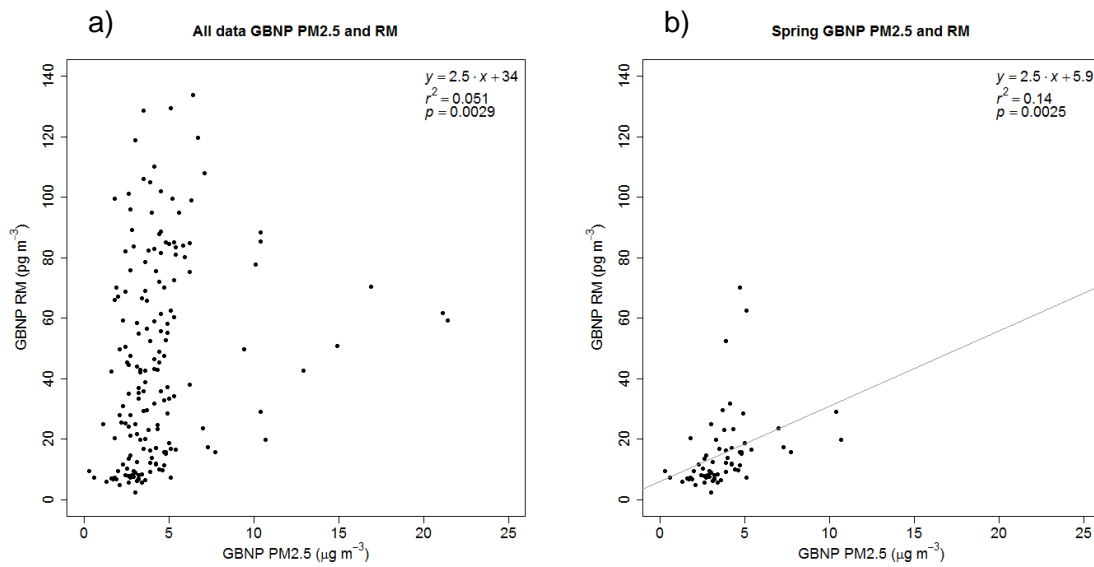 a)
All data GBNP PM2.5 and RM
y = 2.5 · x + 34
r² = 0.051
p = 0.0029
140
120
100
80
60
40
20
0
GBNP RM (pg m⁻³)
0 5 10 15 20 25
GBNP PM2.5 (μg m⁻³)
b)
Spring GBNP PM2.5 and RM
y = 2.5 · x + 5.9
r² = 0.14
p = 0.0025
140
120
100
80
60
40
20
0
GBNP RM (pg m⁻³)
0 5 10 15 20 25
GBNP PM2.5 (μg m⁻³)